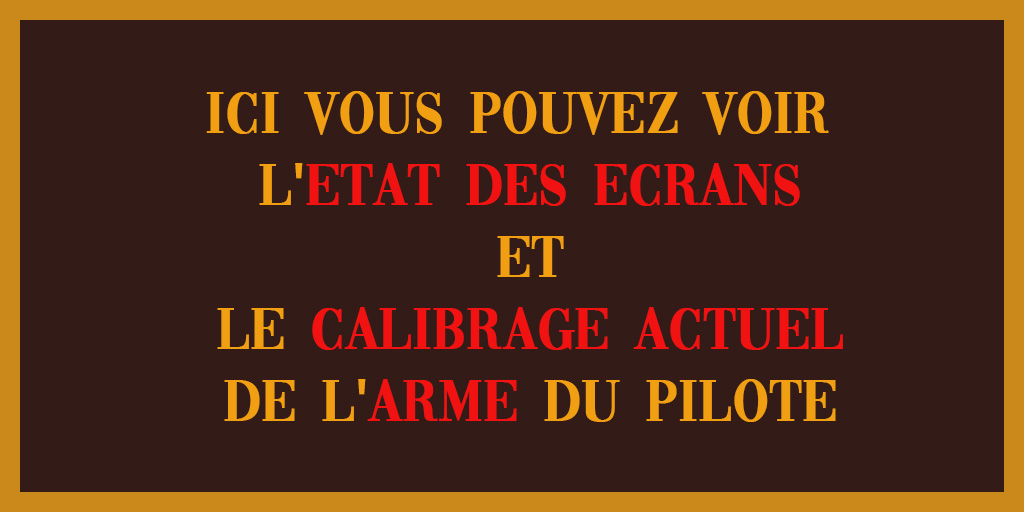 ICI VOUS POUVEZ VOIR
L'ETAT DES ECRANS
ET
LE CALIBRAGE ACTUEL
DE L'ARME DU PILOTE